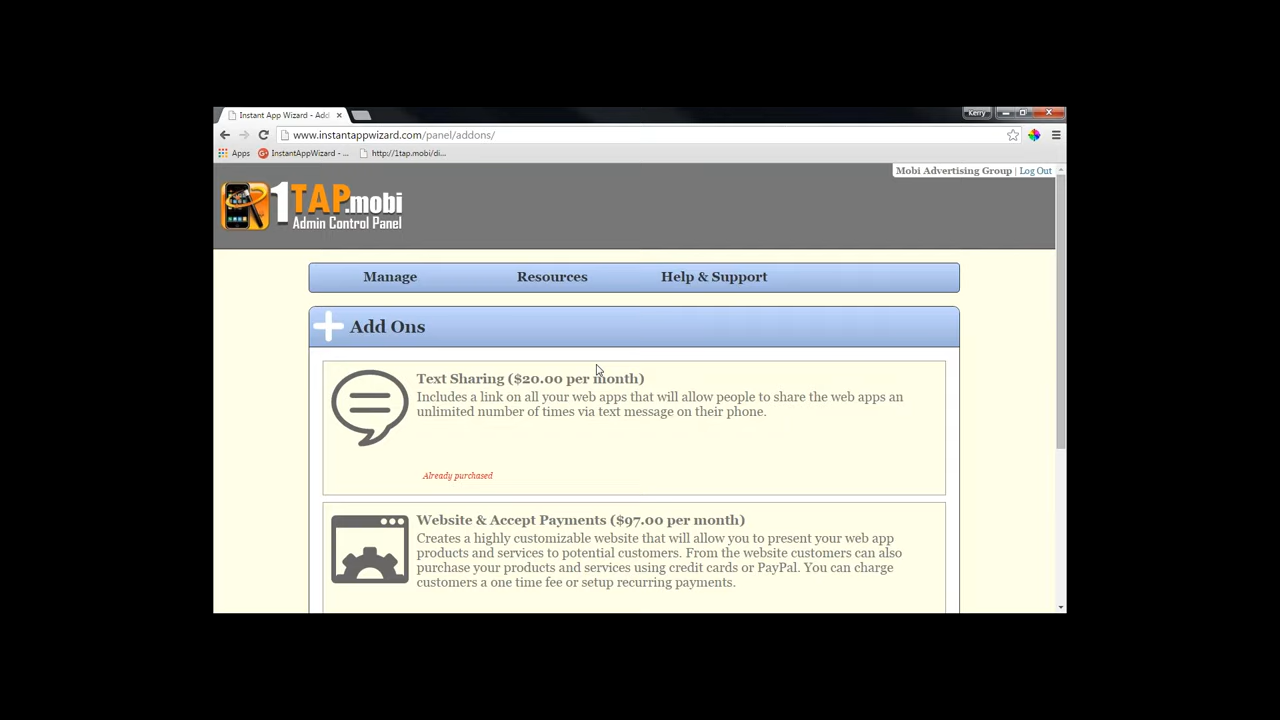 Instant App Wizard - Add
Kerry
www.instantappwizard.com/panel/addons/
Apps InstantAppWizard - ... http://1tap.mobi/di...
Mobi Advertising Group | Log Out
1TAP.mobi
Admin Control Panel
Manage Resources Help & Support
Add Ons
Text Sharing ($20.00 per month)
Includes a link on all your web apps that will allow people to share the web apps an
unlimited number of times via text message on their phone.
Already purchased
Website & Accept Payments ($97.00 per month)
Creates a highly customizable website that will allow you to present your web app
products and services to potential customers. From the website customers can also
purchase your products and services using credit cards or PayPal. You can charge
customers a one time fee or setup recurring payments.